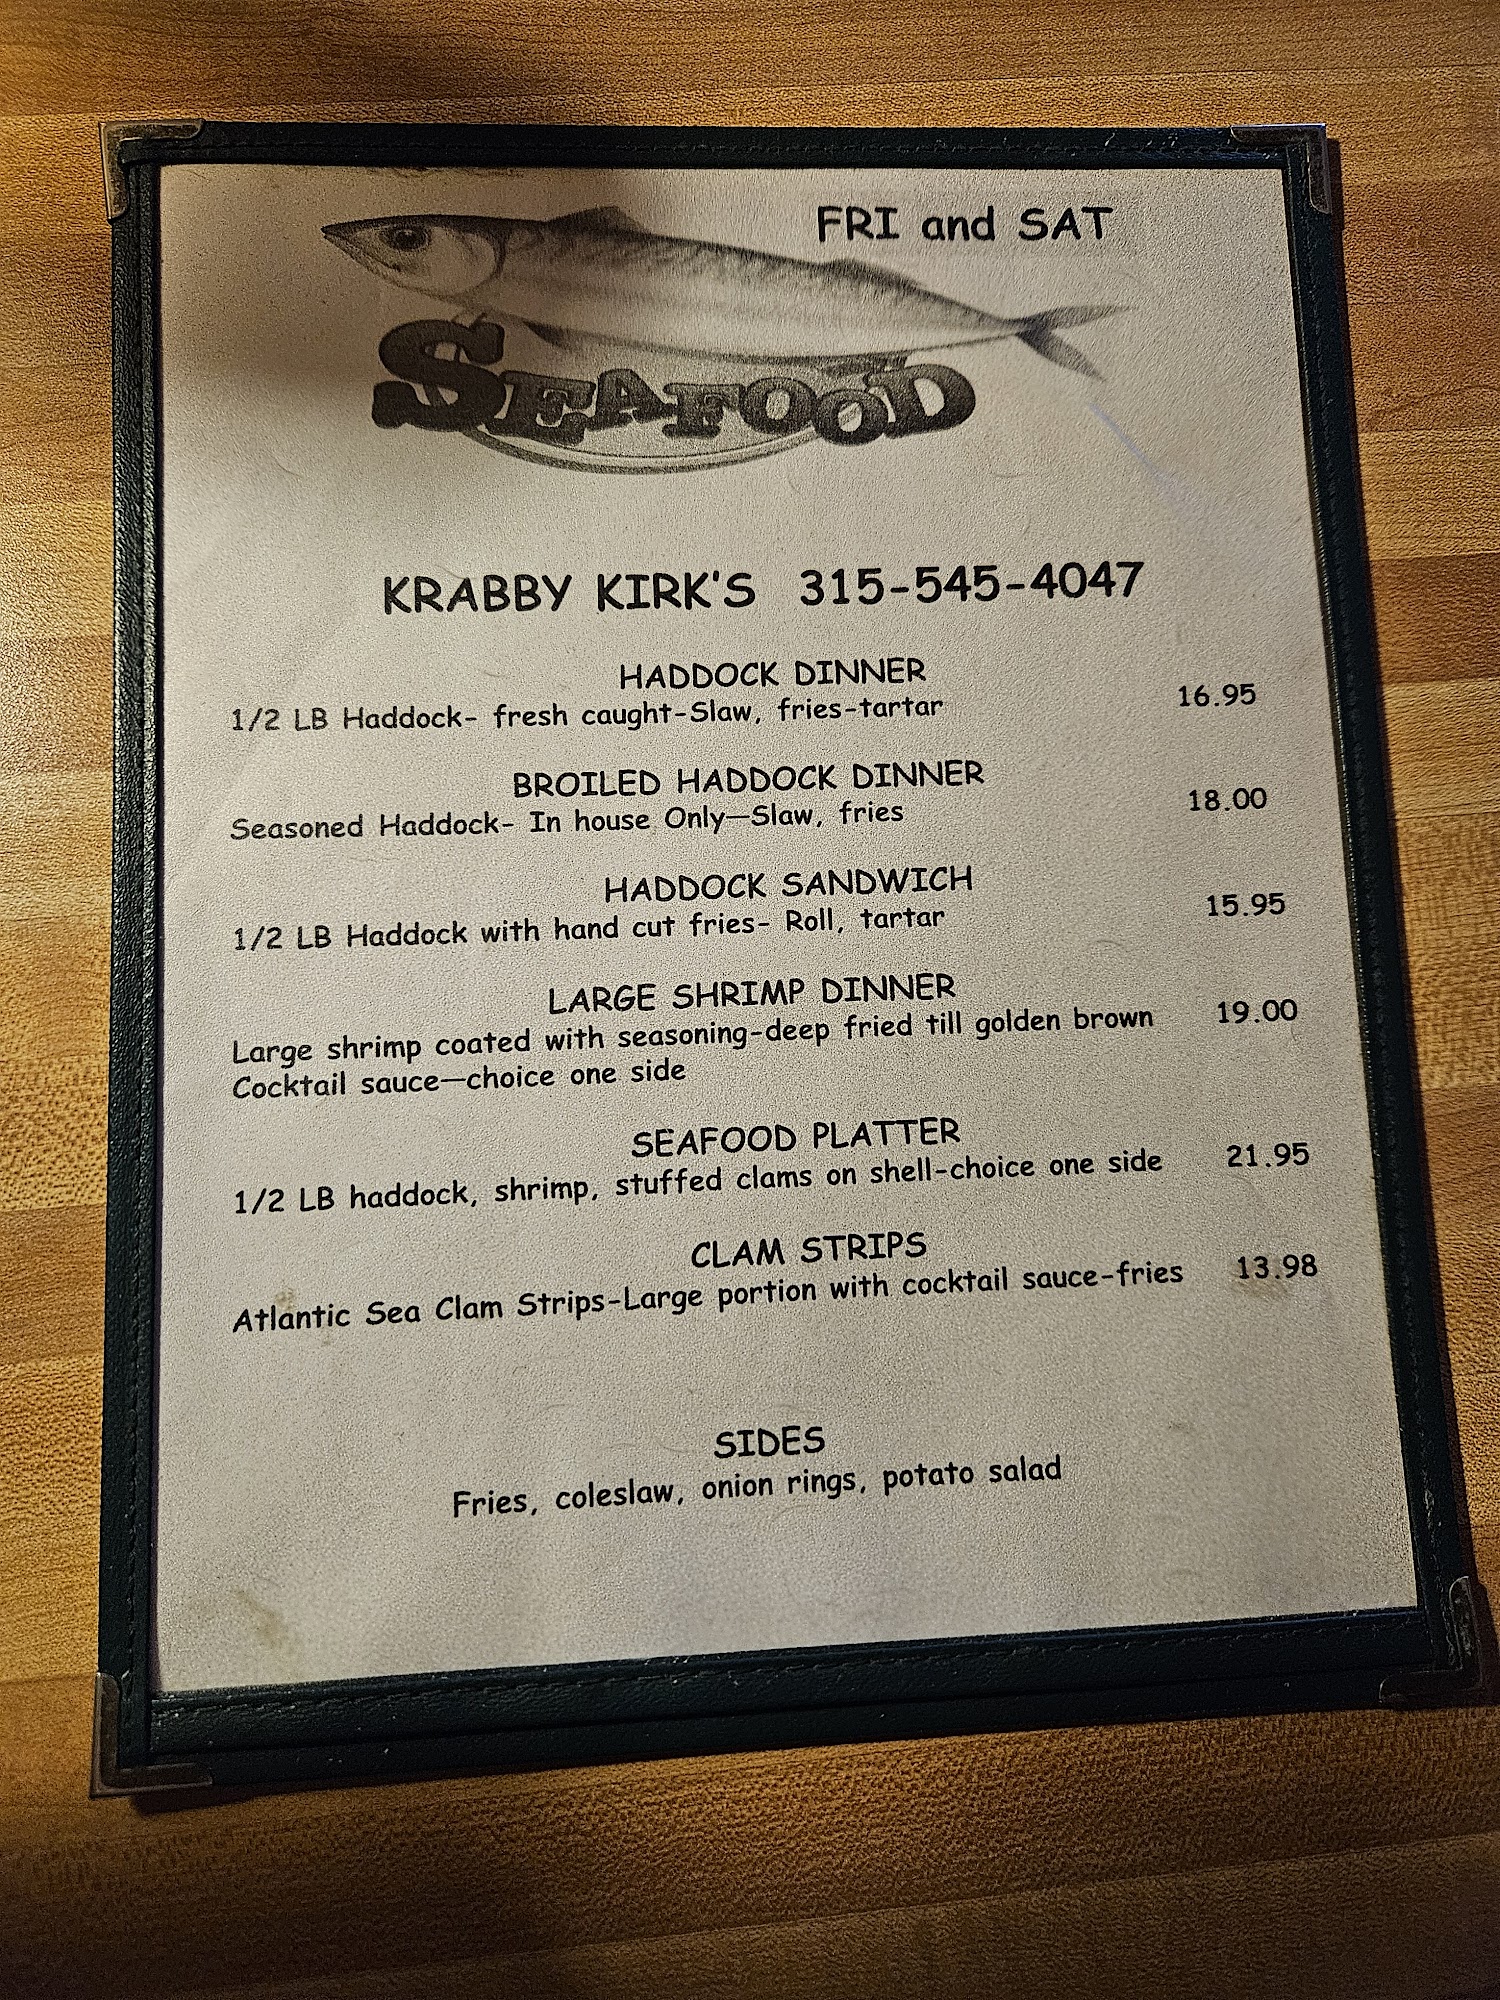 FRI and SAT
SEAFOOD
KRABBY KIRK'S 315-545-4047
HADDOCK DINNER
1/2 LB Haddock- fresh caught-Slaw, fries-tartar 16.95
BROILED HADDOCK DINNER
Seasoned Haddock- In house Only—Slaw, fries 18.00
HADDOCK SANDWICH
1/2 LB Haddock with hand cut fries- Roll, tartar 15.95
LARGE SHRIMP DINNER
Large shrimp coated with seasoning-deep fried till golden brown 19.00
Cocktail sauce—choice one side
SEAFOOD PLATTER
1/2 LB haddock, shrimp, stuffed clams on shell-choice one side 21.95
CLAM STRIPS
Atlantic Sea Clam Strips-Large portion with cocktail sauce-fries 13.98
SIDES
Fries, coleslaw, onion rings, potato salad